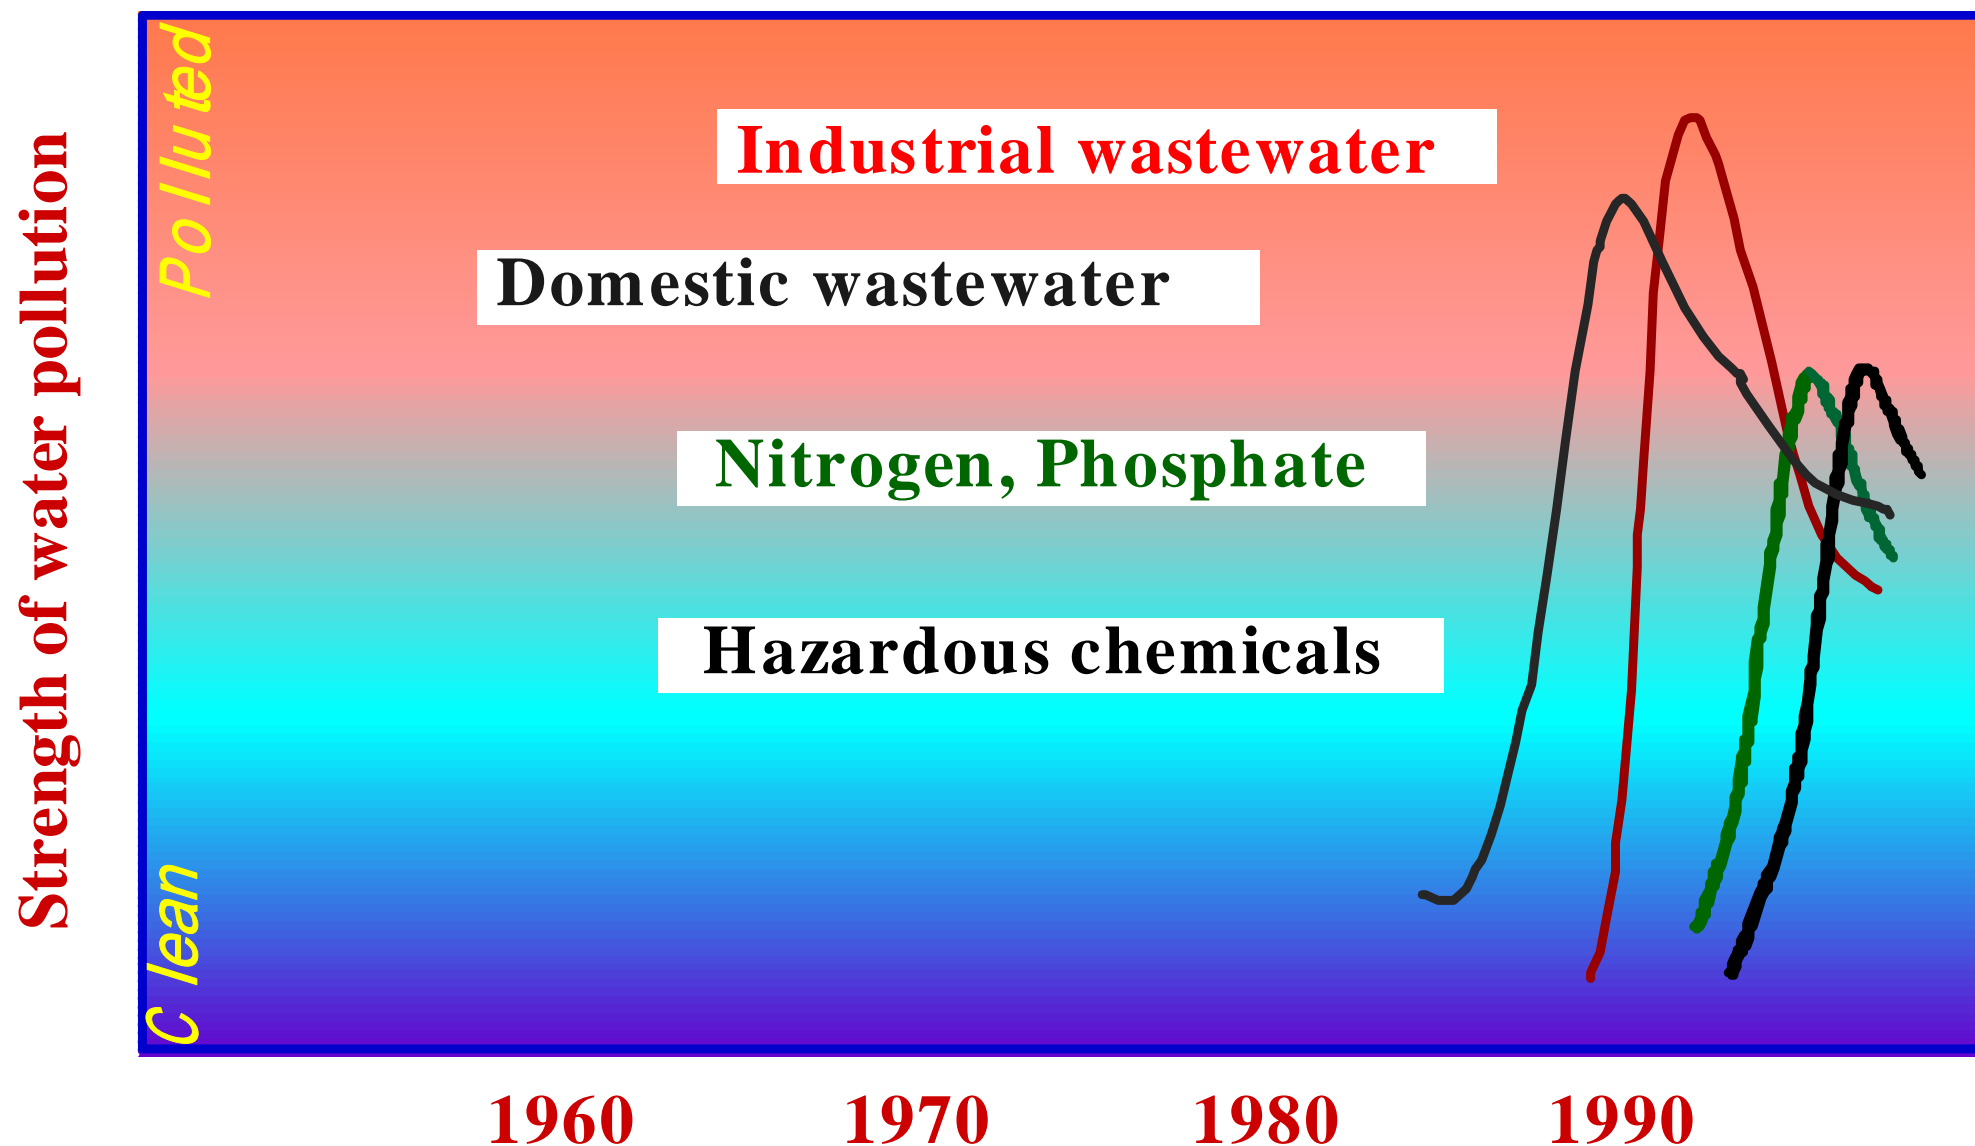 Strength of water pollution
Polluted
Clean
Industrial wastewater
Domestic wastewater
Nitrogen, Phosphate
Hazardous chemicals
1960 1970 1980 1990